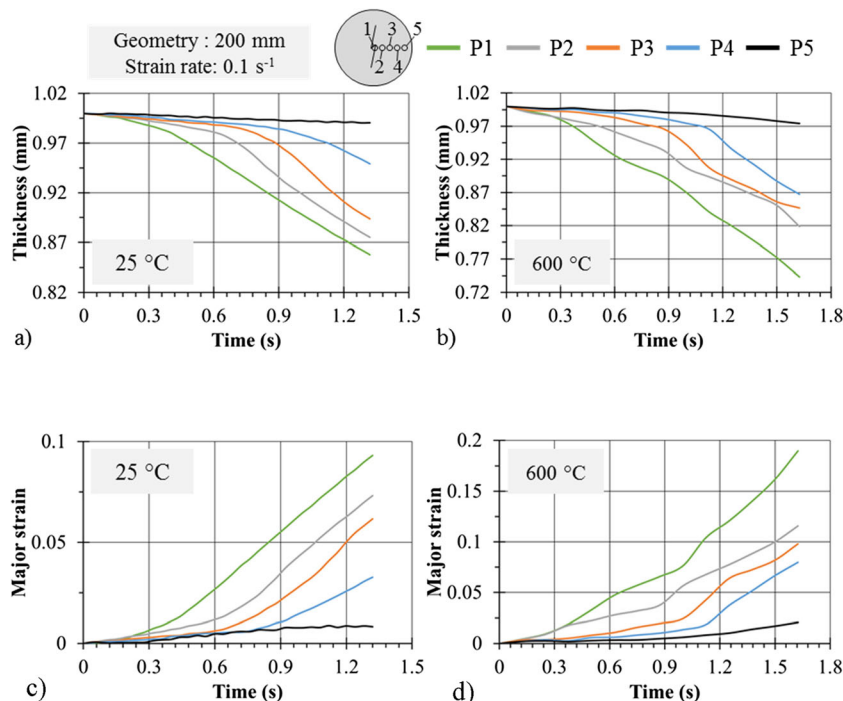 Geometry : 200 mm
Strain rate: 0.1 s⁻¹
1 3 5
2 4
P1 P2 P3 P4 P5
1.02
0.97
0.92
0.87
0.82
Thickness (mm)
25 °C
0 0.3 0.6 0.9 1.2 1.5
Time (s)
a)
1.02
0.97
0.92
0.87
0.82
0.77
0.72
Thickness (mm)
600 °C
0 0.3 0.6 0.9 1.2 1.5 1.8
Time (s)
b)
0.1
0.05
0
Major strain
25 °C
0 0.3 0.6 0.9 1.2 1.5
Time (s)
c)
0.2
0.15
0.1
0.05
0
Major strain
600 °C
0 0.3 0.6 0.9 1.2 1.5 1.8
Time (s)
d)